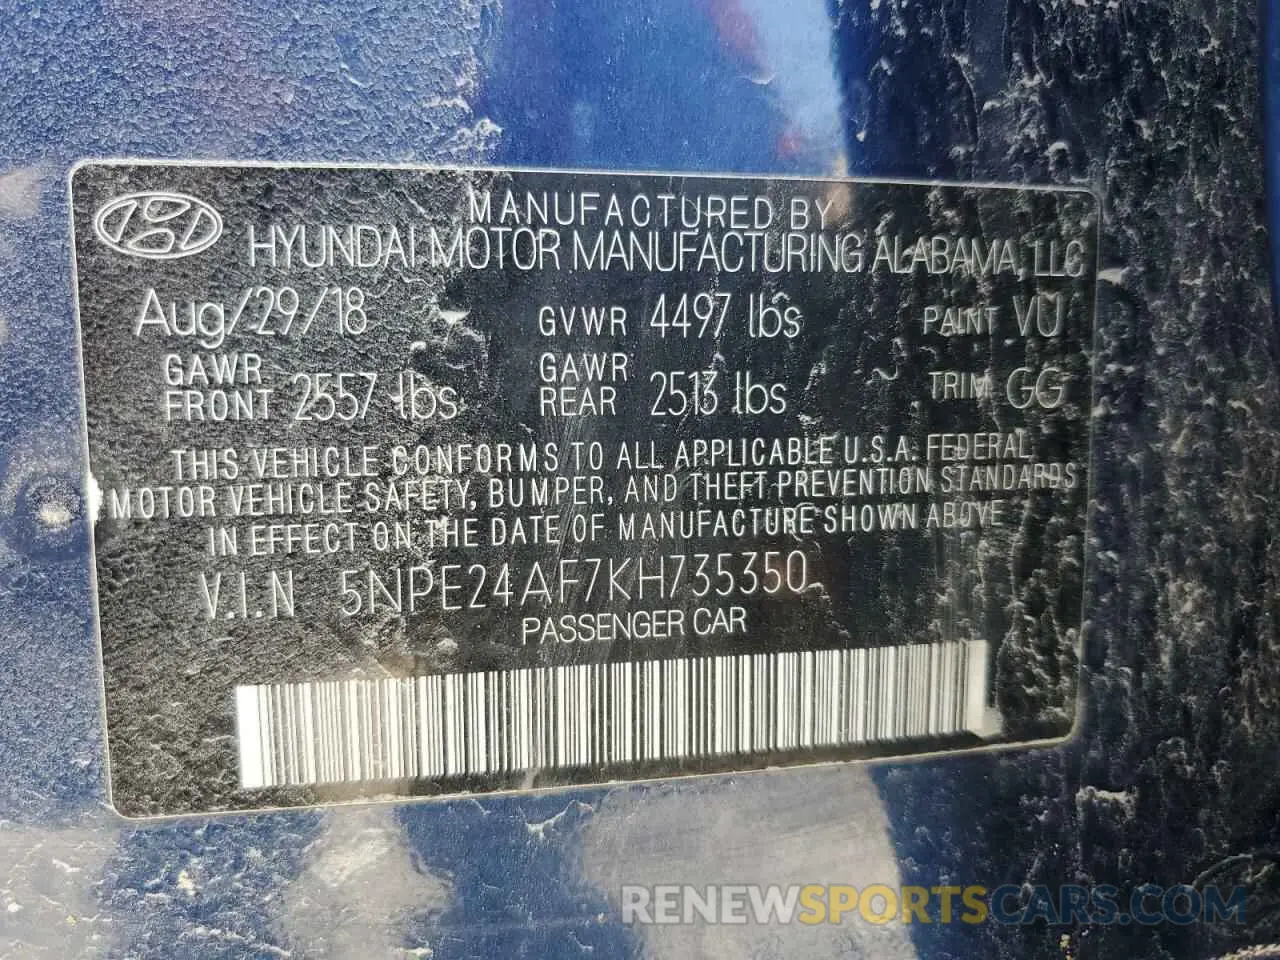 MANUFACTURED BY
HYUNDAI MOTOR MANUFACTURING ALABAMA, LLC
Aug/29/18 GVWR 4497 lbs PAINT VU
GAWR FRONT 2557 lbs GAWR REAR 2513 lbs TRIM GG
THIS VEHICLE CONFORMS TO ALL APPLICABLE U.S.A. FEDERAL
MOTOR VEHICLE SAFETY, BUMPER, AND THEFT PREVENTION STANDARDS
IN EFFECT ON THE DATE OF MANUFACTURE SHOWN ABOVE
V.I.N 5NPE24AF7KH735350
PASSENGER CAR
RENEWSPORTSCARS.COM